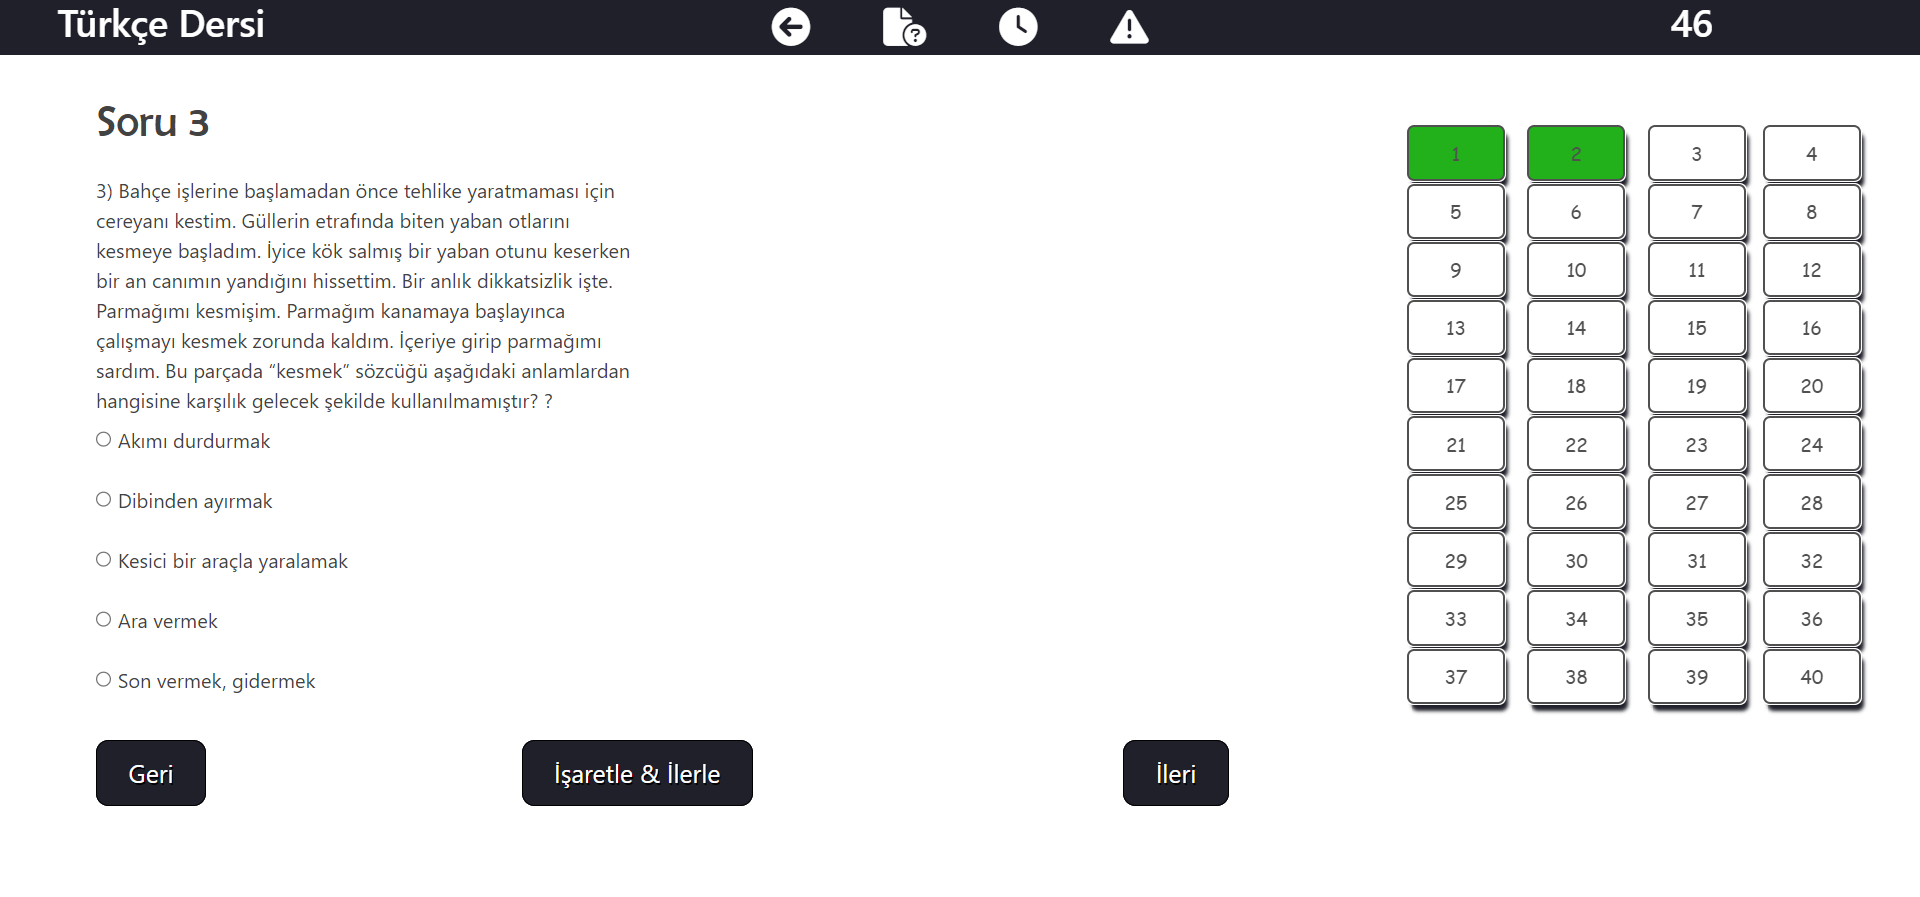 Türkçe Dersi
46
Soru 3
3) Bahçe işlerine başlamadan önce tehlike yaratmaması için
cereyanı kestim. Güllerin etrafında biten yaban otlarını
kesmeye başladım. İyice kök salmış bir yaban otunu keserken
bir an canımın yandığını hissettim. Bir anlık dikkatsizlik işte.
Parmağımı kesmişim. Parmağım kanamaya başlayınca
çalışmayı kesmek zorunda kaldım. İçeriye girip parmağımı
sardım. Bu parçada “kesmek” sözcüğü aşağıdaki anlamlardan
hangisine karşılık gelecek şekilde kullanılmamıştır? ?
Akımı durdurmak
Dibinden ayırmak
Kesici bir araçla yaralamak
Ara vermek
Son vermek, gidermek
Geri
İşaretle & İlerle
İleri
1 2 3 4
5 6 7 8
9 10 11 12
13 14 15 16
17 18 19 20
21 22 23 24
25 26 27 28
29 30 31 32
33 34 35 36
37 38 39 40